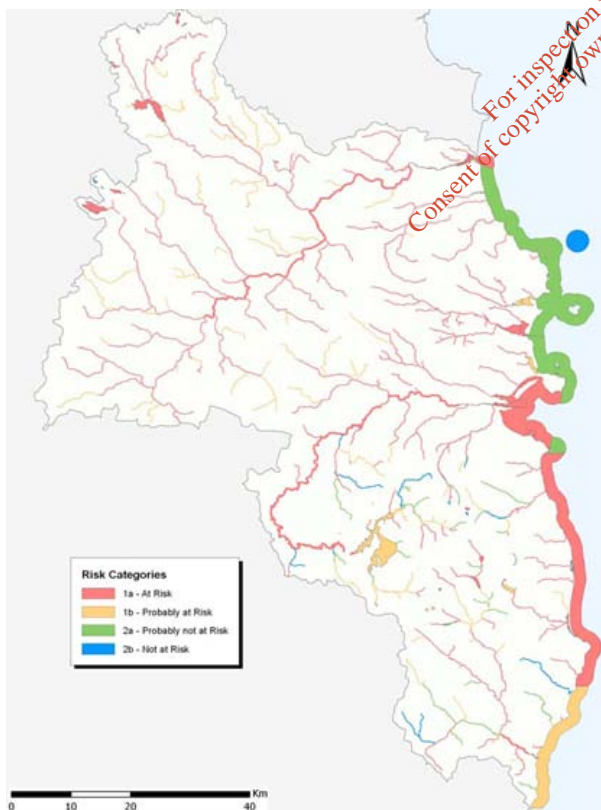 For inspection
Consent of copyright own
Risk Categories
1a - At Risk
1b - Probably at Risk
2a - Probably not at Risk
2b - Not at Risk
Km
0 10 20 40